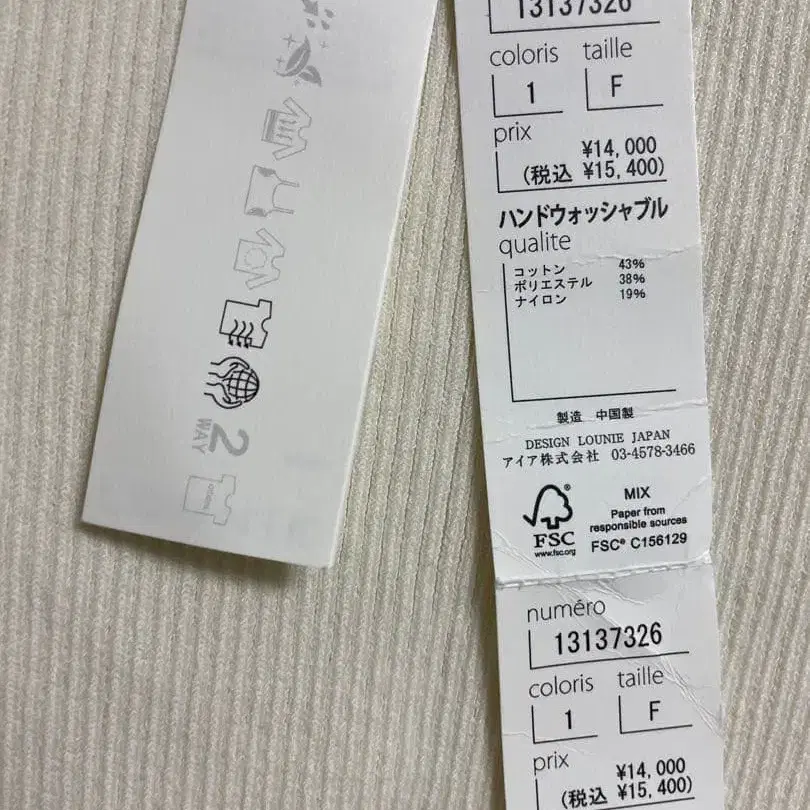 2
WAY
13137326
coloris taille
1 F
prix
¥14,000
(税込 ¥15,400)
ハンドウォッシャブル
qualite
コットン 43%
ポリエステル 38%
ナイロン 19%
製造 中国製
DESIGN LOUNIE JAPAN
アイア株式会社 03-4578-3466
FSC
www.fsc.org
MIX
Paper from
responsible sources
FSC® C156129
numéro
13137326
coloris taille
1 F
prix
¥14,000
(税込 ¥15,400)